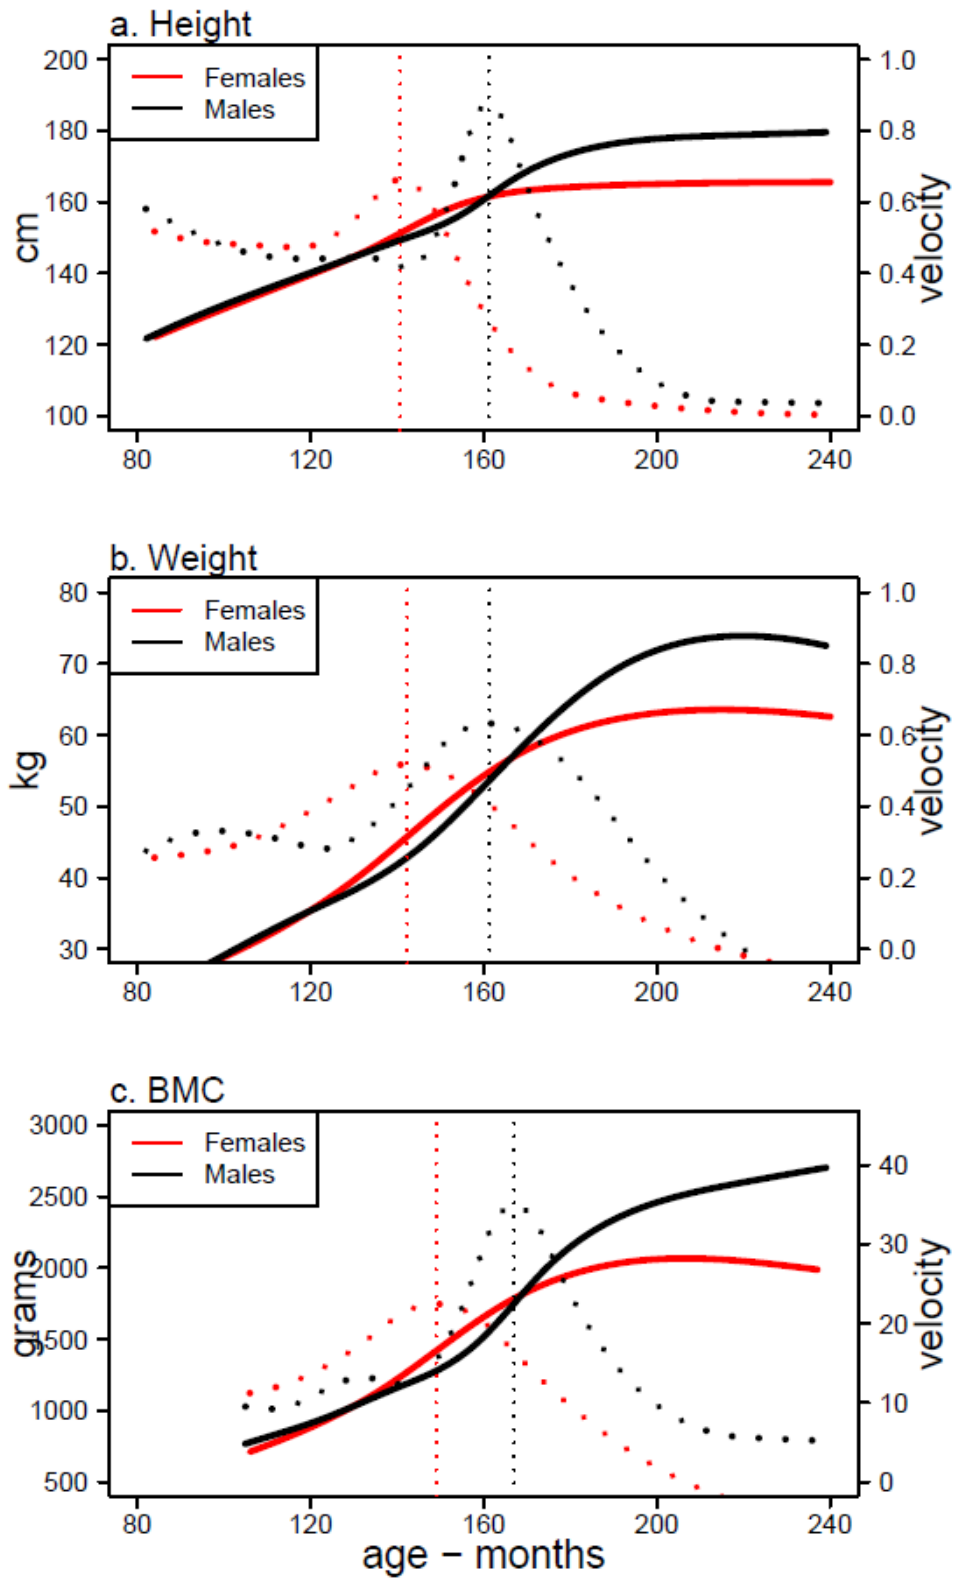 a. Height
200
180
160
140
120
100
cm
Females
Males
1.0
0.8
0.6
0.4
0.2
0.0
velocity
80 120 160 200 240
b. Weight
80
70
60
50
40
30
kg
Females
Males
1.0
0.8
0.6
0.4
0.2
0.0
velocity
80 120 160 200 240
c. BMC
3000
2500
2000
1500
1000
500
grams
Females
Males
40
30
20
10
0
velocity
80 120 160 200 240
age − months